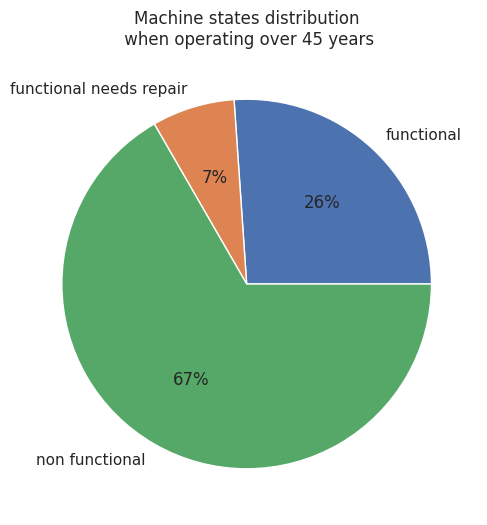 Machine states distribution
when operating over 45 years
functional needs repair
functional
7%
26%
67%
non functional